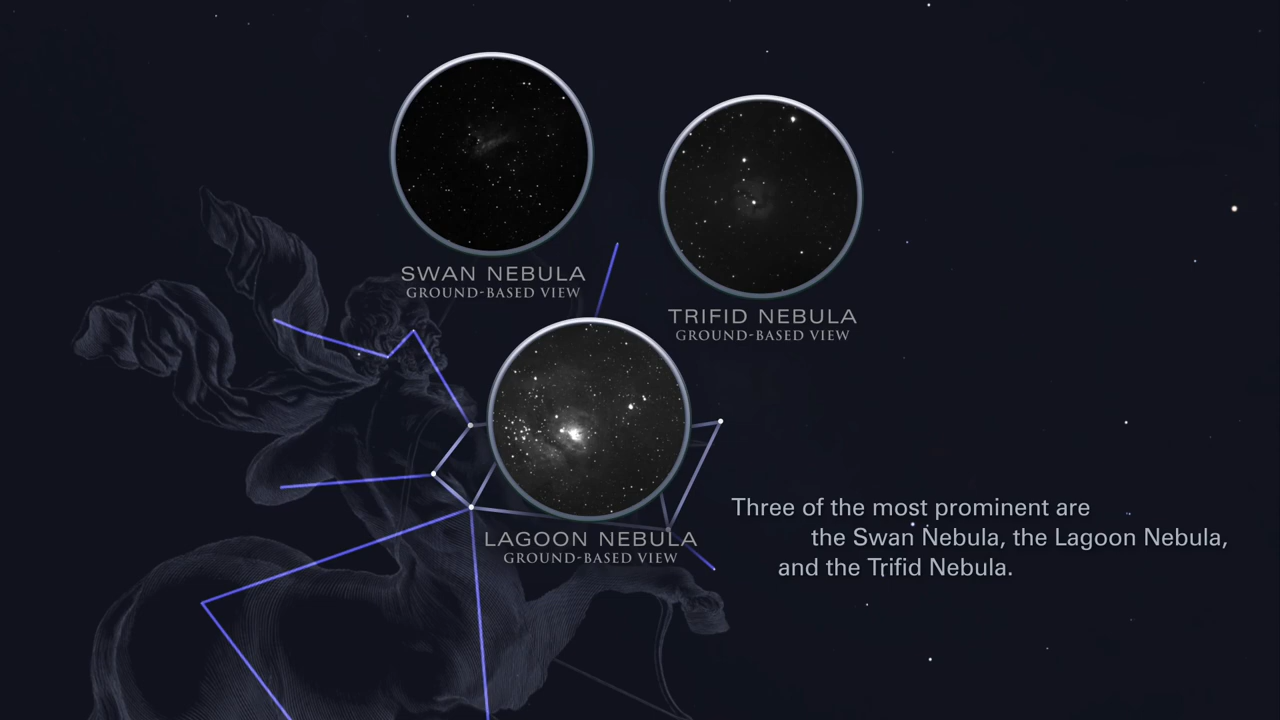 SWAN NEBULA
GROUND-BASED VIEW
TRIFID NEBULA
GROUND-BASED VIEW
LAGOON NEBULA
GROUND-BASED VIEW
Three of the most prominent are
the Swan Nebula, the Lagoon Nebula,
and the Trifid Nebula.